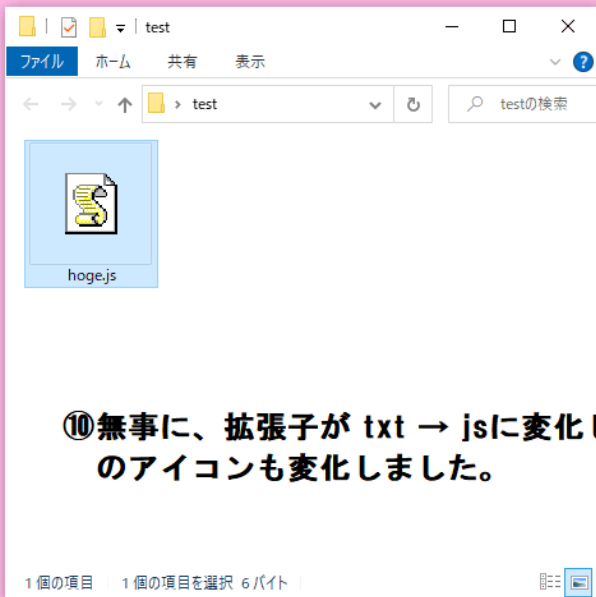 test
ファイル ホーム 共有 表示
test testの検索
hoge.js
⑩無事に、拡張子が txt → jsに変化し
のアイコンも変化しました。
1 個の項目 1 個の項目を選択 6 バイト